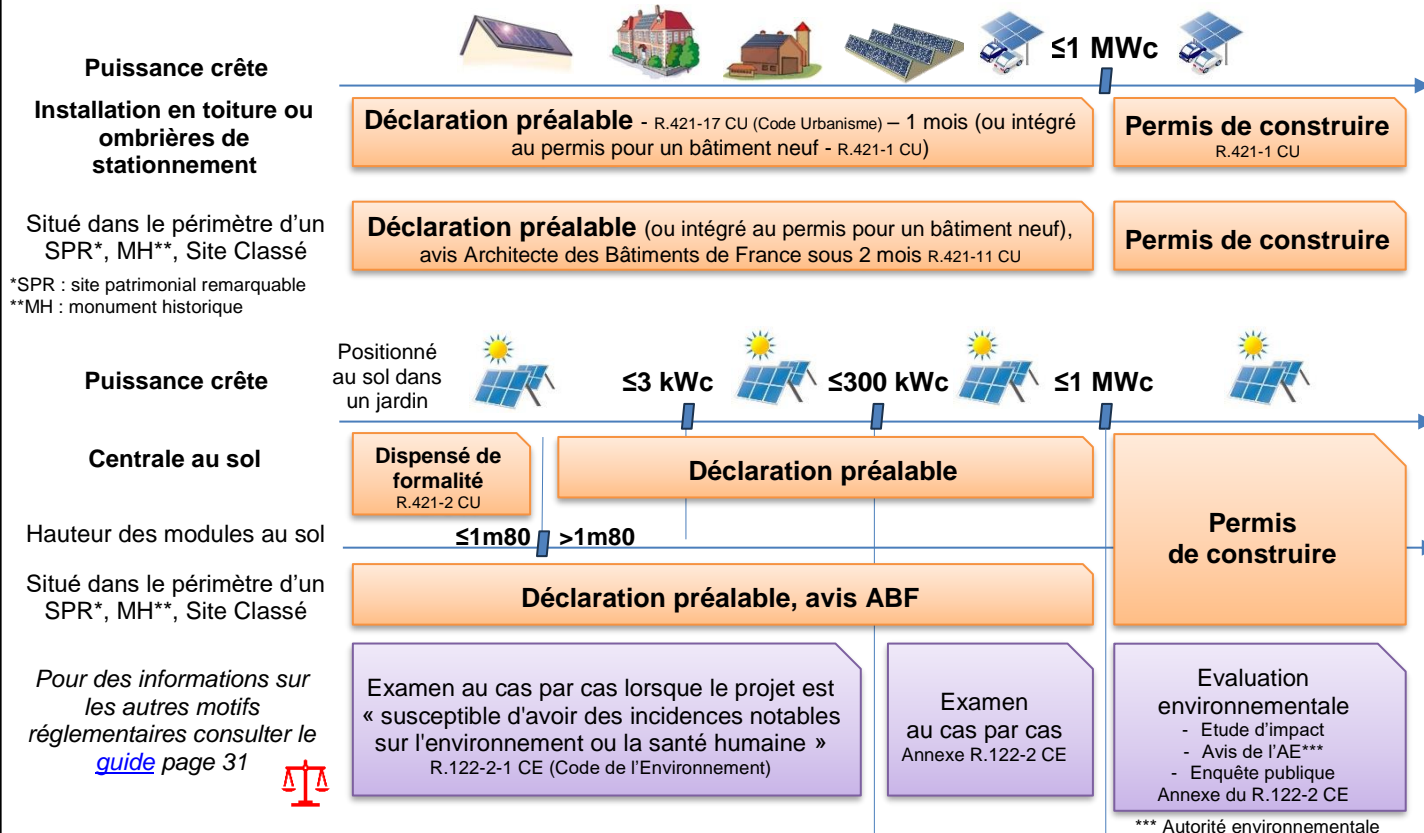 Puissance crête
≤1 MWc
Installation en toiture ou
ombrières de
stationnement
Déclaration préalable - R.421-17 CU (Code Urbanisme) – 1 mois (ou intégré
au permis pour un bâtiment neuf - R.421-1 CU)
Permis de construire
R.421-1 CU
Situé dans le périmètre d’un
SPR*, MH**, Site Classé
Déclaration préalable (ou intégré au permis pour un bâtiment neuf),
avis Architecte des Bâtiments de France sous 2 mois R.421-11 CU
Permis de construire
*SPR : site patrimonial remarquable
**MH : monument historique
Puissance crête
Positionné
au sol dans
un jardin
≤3 kWc
≤300 kWc
≤1 MWc
Centrale au sol
Dispensé de
formalité
R.421-2 CU
Déclaration préalable
Permis
de construire
Hauteur des modules au sol
≤1m80
>1m80
Situé dans le périmètre d’un
SPR*, MH**, Site Classé
Déclaration préalable, avis ABF
Pour des informations sur
les autres motifs
réglementaires consulter le
guide page 31
Examen au cas par cas lorsque le projet est
« susceptible d'avoir des incidences notables
sur l'environnement ou la santé humaine »
R.122-2-1 CE (Code de l’Environnement)
Examen
au cas par cas
Annexe R.122-2 CE
Evaluation
environnementale
- Etude d’impact
- Avis de l’AE***
- Enquête publique
Annexe du R.122-2 CE
*** Autorité environnementale